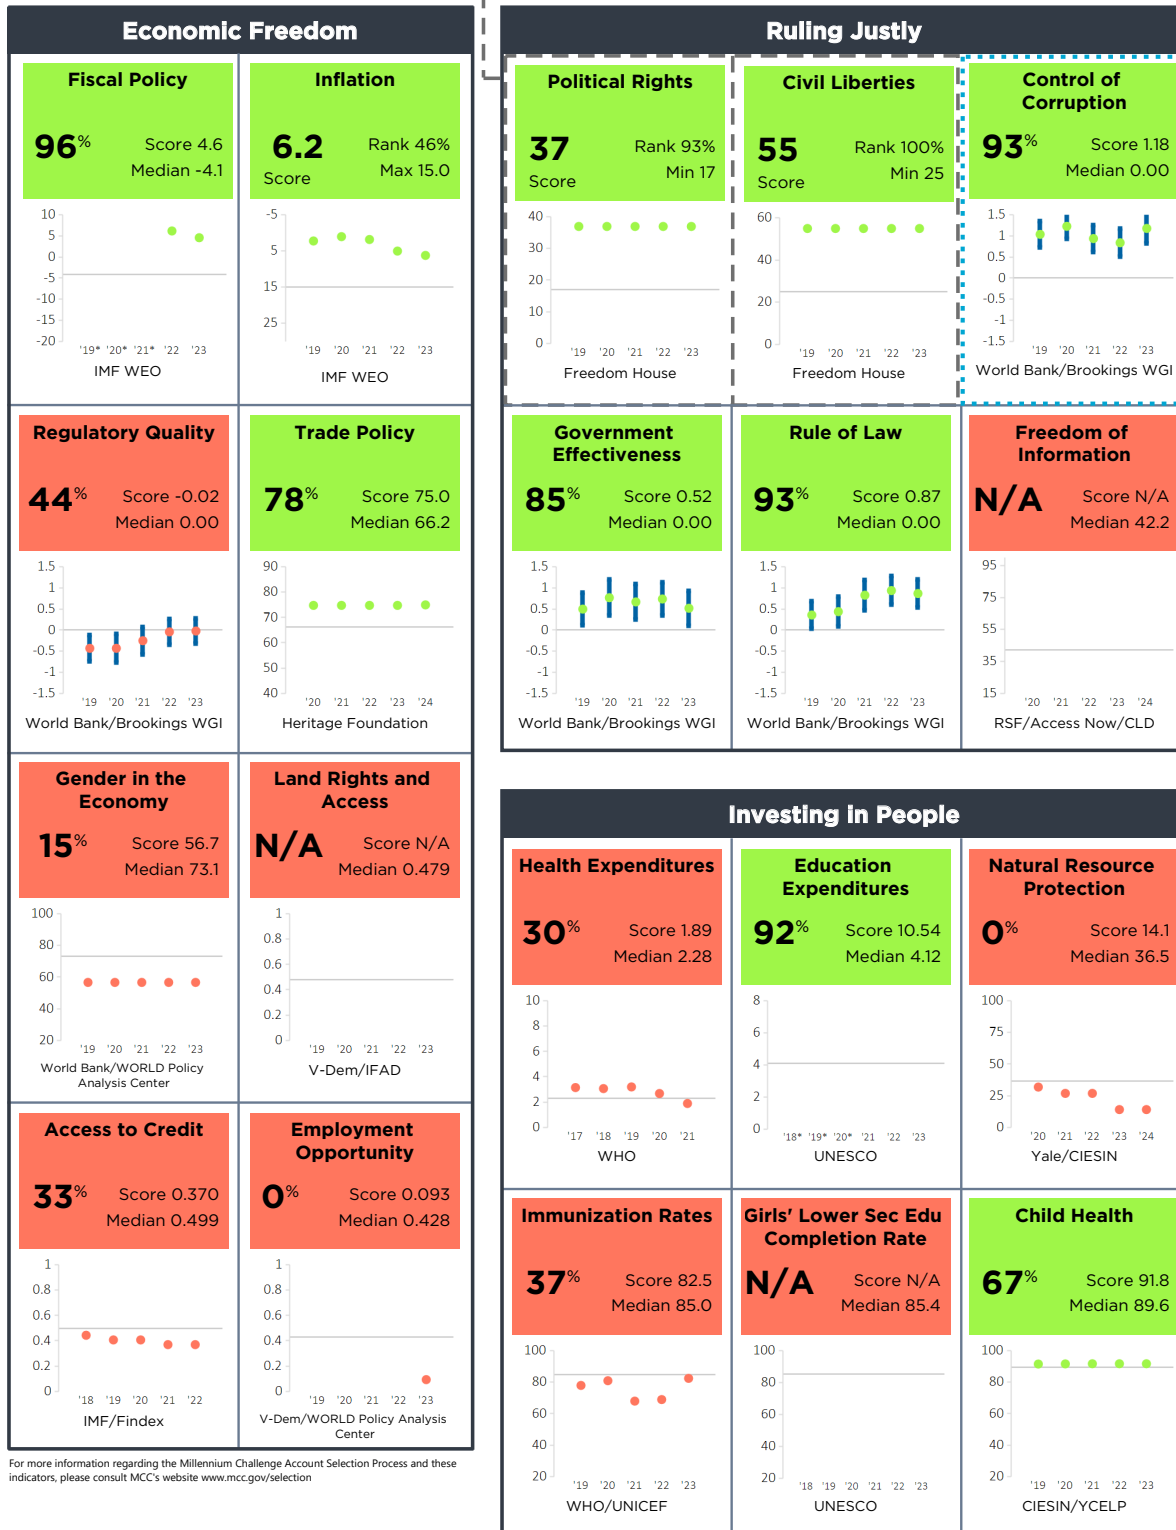 Economic Freedom
Fiscal Policy
96%
Score 4.6
Median -4.1
10
5
0
-5
-10
-15
-20
'19* '20* '21* '22 '23
IMF WEO
Inflation
6.2
Score
Rank 46%
Max 15.0
-5
5
15
25
'19 '20 '21 '22 '23
IMF WEO
Regulatory Quality
44%
Score -0.02
Median 0.00
1.5
1
0.5
0
-0.5
-1
-1.5
'19 '20 '21 '22 '23
World Bank/Brookings WGI
Trade Policy
78%
Score 75.0
Median 66.2
90
80
70
60
50
40
'20 '21 '22 '23 '24
Heritage Foundation
Gender in the
Economy
15%
Score 56.7
Median 73.1
100
80
60
40
20
'19 '20 '21 '22 '23
World Bank/WORLD Policy
Analysis Center
Land Rights and
Access
N/A
Score N/A
Median 0.479
1
0.8
0.6
0.4
0.2
0
'19 '20 '21 '22 '23
V-Dem/IFAD
Access to Credit
33%
Score 0.370
Median 0.499
1
0.8
0.6
0.4
0.2
0
'18 '19 '20 '21 '22
IMF/Findex
Employment
Opportunity
0%
Score 0.093
Median 0.428
1
0.8
0.6
0.4
0.2
0
'19 '20 '21 '22 '23
V-Dem/WORLD Policy Analysis
Center
For more information regarding the Millennium Challenge Account Selection Process and these
indicators, please consult MCC's website www.mcc.gov/selection
Ruling Justly
Political Rights
37
Score
Rank 93%
Min 17
40
30
20
10
0
'19 '20 '21 '22 '23
Freedom House
Civil Liberties
55
Score
Rank 100%
Min 25
60
40
20
0
'19 '20 '21 '22 '23
Freedom House
Control of
Corruption
93%
Score 1.18
Median 0.00
1.5
1
0.5
0
-0.5
-1
-1.5
'19 '20 '21 '22 '23
World Bank/Brookings WGI
Government
Effectiveness
85%
Score 0.52
Median 0.00
1.5
1
0.5
0
-0.5
-1
-1.5
'19 '20 '21 '22 '23
World Bank/Brookings WGI
Rule of Law
93%
Score 0.87
Median 0.00
1.5
1
0.5
0
-0.5
-1
-1.5
'19 '20 '21 '22 '23
World Bank/Brookings WGI
Freedom of
Information
N/A
Score N/A
Median 42.2
95
75
55
35
15
'20 '21 '22 '23 '24
RSF/Access Now/CLD
Investing in People
Health Expenditures
30%
Score 1.89
Median 2.28
10
8
6
4
2
0
'17 '18 '19 '20 '21
WHO
Education
Expenditures
92%
Score 10.54
Median 4.12
8
6
4
2
0
'18* '19* '20* '21 '22 '23
UNESCO
Natural Resource
Protection
0%
Score 14.1
Median 36.5
100
75
50
25
0
'20 '21 '22 '23 '24
Yale/CIESIN
Immunization Rates
37%
Score 82.5
Median 85.0
100
80
60
40
20
'19 '20 '21 '22 '23
WHO/UNICEF
Girls' Lower Sec Edu
Completion Rate
N/A
Score N/A
Median 85.4
100
80
60
40
20
'18 '19 '20 '21 '22 '23
UNESCO
Child Health
67%
Score 91.8
Median 89.6
100
80
60
40
20
'19 '20 '21 '22 '23
CIESIN/YCELP